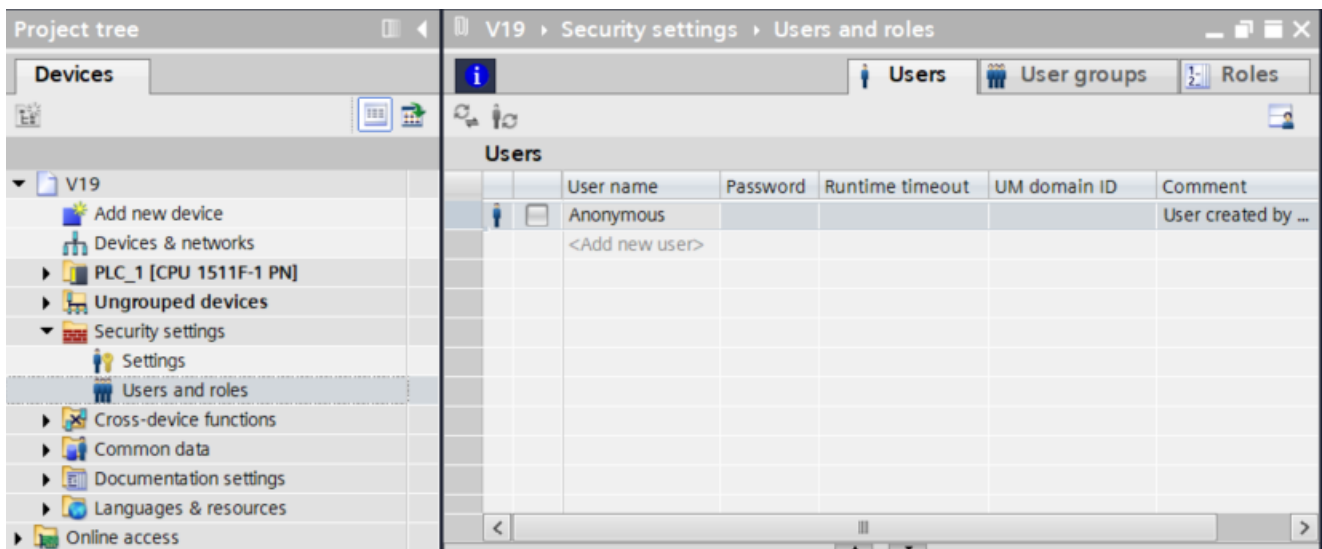 Project tree
Devices
V19
Add new device
Devices & networks
PLC_1 [CPU 1511F-1 PN]
Ungrouped devices
Security settings
Settings
Users and roles
Cross-device functions
Common data
Documentation settings
Languages & resources
Online access
V19 Security settings Users and roles
Users User groups Roles
Users
User name Password Runtime timeout UM domain ID Comment
Anonymous User created by ...
<Add new user>